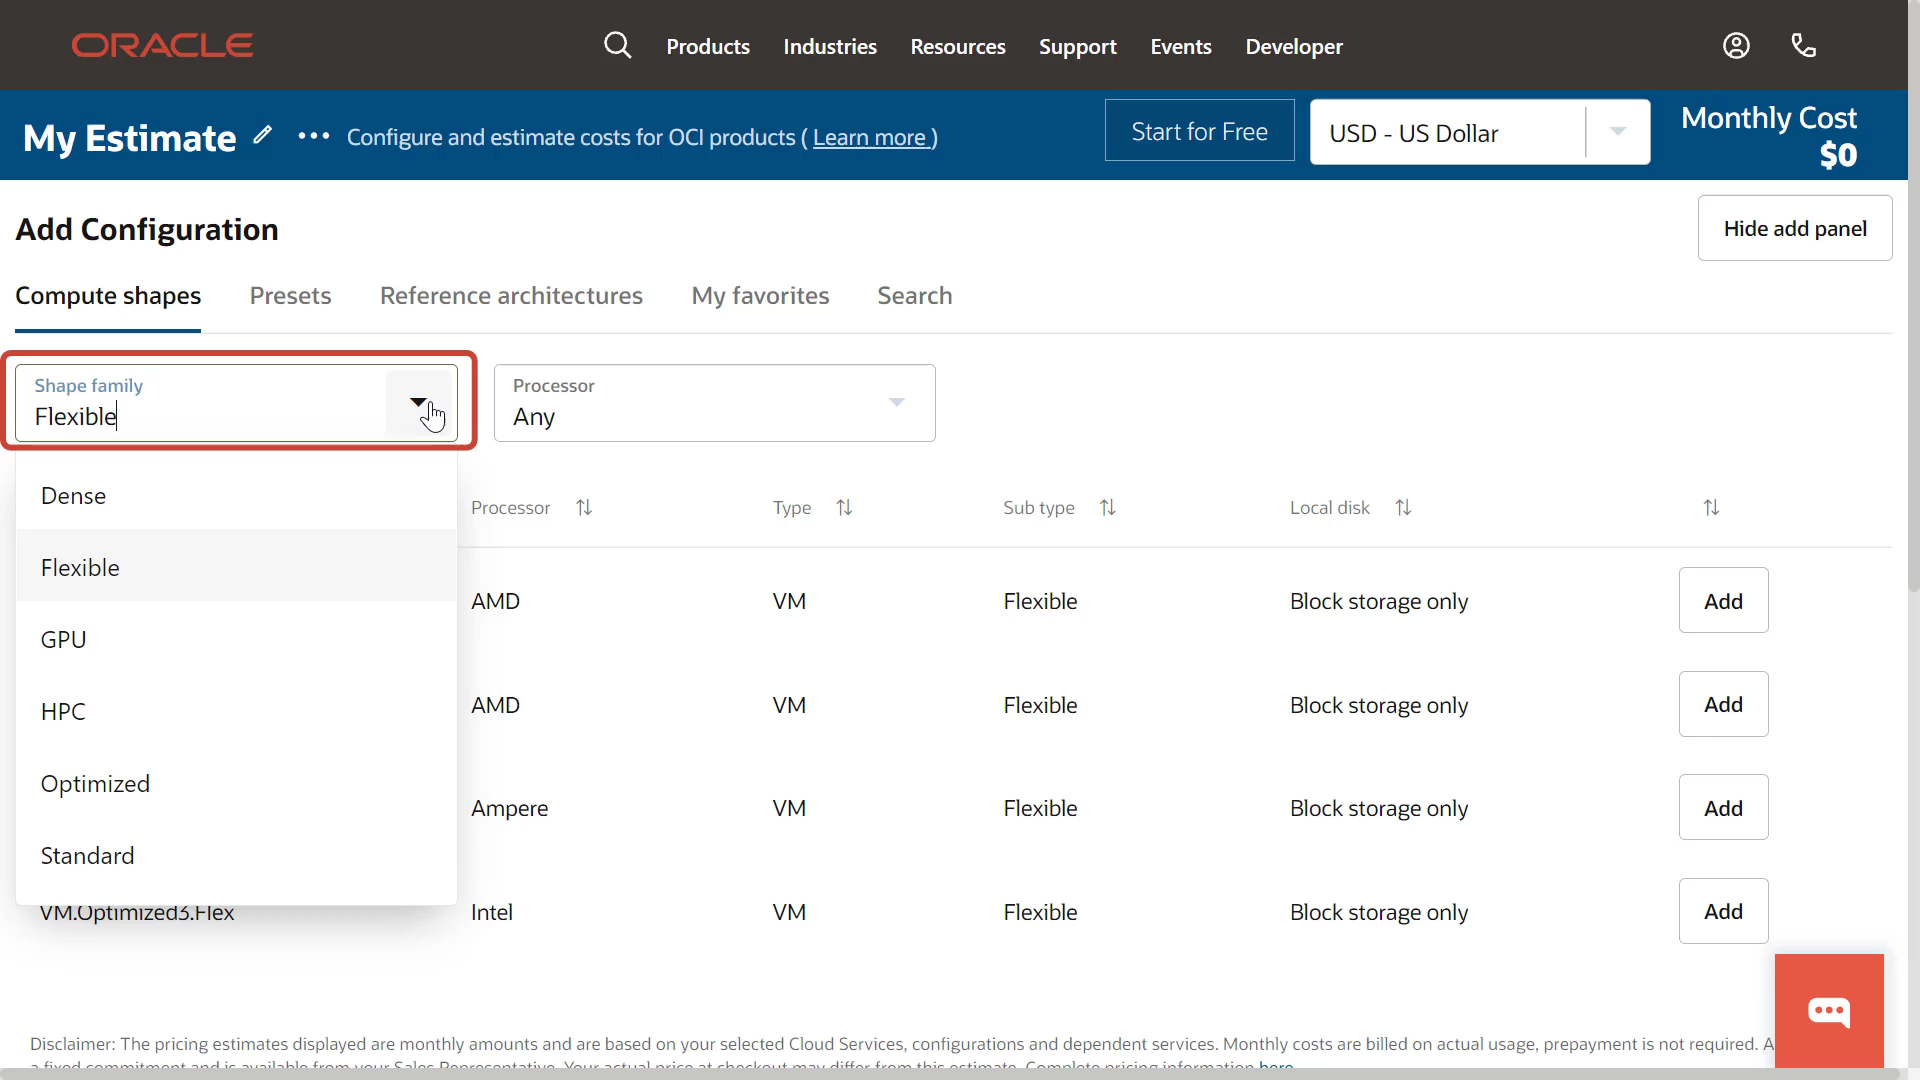 ORACLE
Products Industries Resources Support Events Developer
My Estimate ••• Configure and estimate costs for OCI products ( Learn more )
Start for Free
USD - US Dollar
Monthly Cost
$0
Add Configuration
Hide add panel
Compute shapes Presets Reference architectures My favorites Search
Shape family
Flexible
Processor
Any
Dense
Flexible
GPU
HPC
Optimized
Standard
Processor Type Sub type Local disk
AMD VM Flexible Block storage only Add
AMD VM Flexible Block storage only Add
Ampere VM Flexible Block storage only Add
VM.Optimized3.Flex Intel VM Flexible Block storage only Add
Disclaimer: The pricing estimates displayed are monthly amounts and are based on your selected Cloud Services, configurations and dependent services. Monthly costs are billed on actual usage, prepayment is not required. A
a fixed commitment and is available from your Sales Representative. Your actual price at checkout may differ from this estimate. Complete pricing information here.